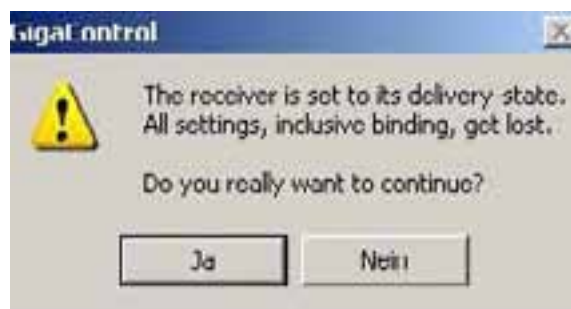 GigaControl
The receiver is set to its delivery state.
All settings, inclusive binding, get lost.
Do you really want to continue?
Ja
Nein